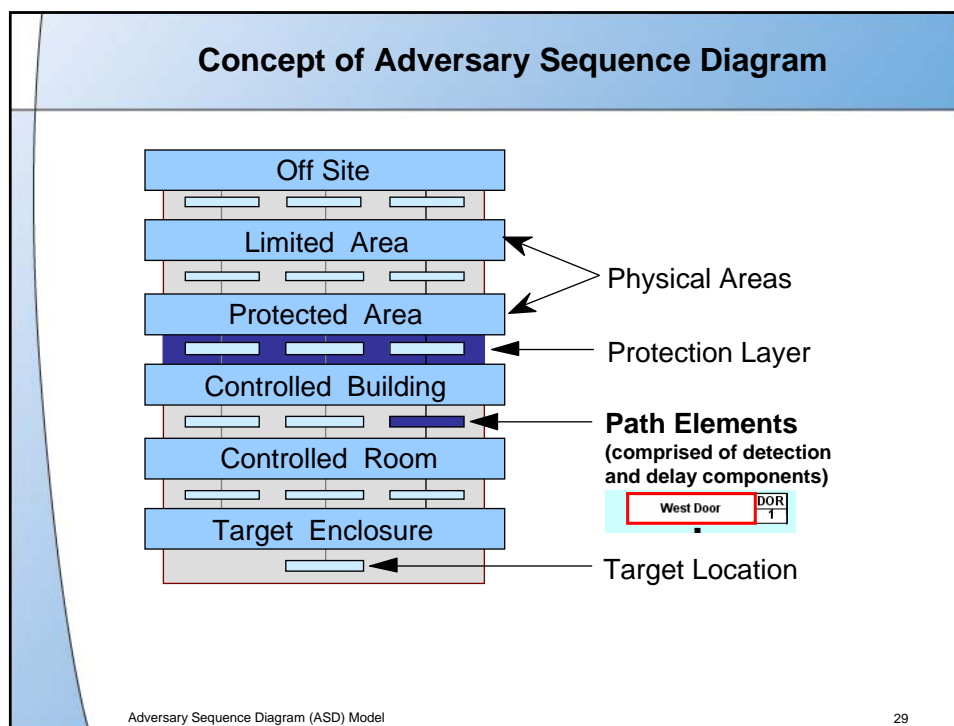 Concept of Adversary Sequence Diagram
Off Site
Limited Area
Physical Areas
Protected Area
Protection Layer
Controlled Building
Path Elements
(comprised of detection
and delay components)
West Door
DOR
1
Controlled Room
Target Enclosure
Target Location
Adversary Sequence Diagram (ASD) Model
29